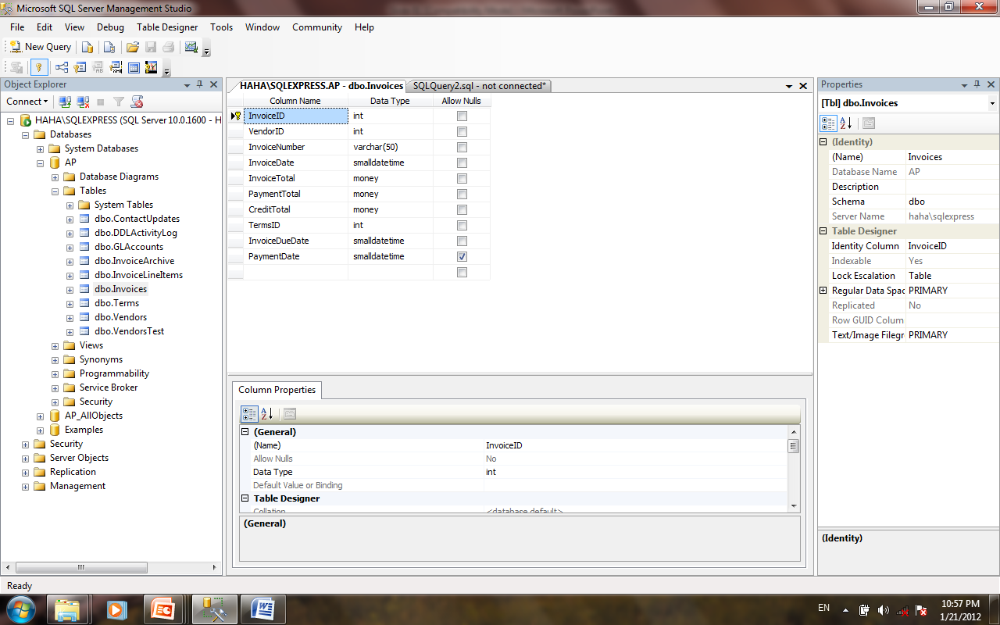 Microsoft SQL Server Management Studio
File Edit View Debug Table Designer Tools Window Community Help
New Query
Object Explorer
Connect
HAHA\SQLEXPRESS (SQL Server 10.0.1600 - H
Databases
System Databases
AP
Database Diagrams
Tables
System Tables
dbo.ContactUpdates
dbo.DDLActivityLog
dbo.GLAccounts
dbo.InvoiceArchive
dbo.InvoiceLineItems
dbo.Invoices
dbo.Terms
dbo.Vendors
dbo.VendorsTest
Views
Synonyms
Programmability
Service Broker
Security
AP_AllObjects
Examples
Security
Server Objects
Replication
Management
HAHA\SQLEXPRESS.AP - dbo.Invoices SQLQuery2.sql - not connected*
Column Name Data Type Allow Nulls
InvoiceID int
VendorID int
InvoiceNumber varchar(50)
InvoiceDate smalldatetime
InvoiceTotal money
PaymentTotal money
CreditTotal money
TermsID int
InvoiceDueDate smalldatetime
PaymentDate smalldatetime
Column Properties
(General)
(Name) InvoiceID
Allow Nulls No
Data Type int
Default Value or Binding
Table Designer
Collation <database default>
(General)
Properties
[Tbl] dbo.Invoices
(Identity)
(Name) Invoices
Database Name AP
Description
Schema dbo
Server Name haha\sqlexpress
Table Designer
Identity Column InvoiceID
Indexable Yes
Lock Escalation Table
Regular Data Spac PRIMARY
Replicated No
Row GUID Colum
Text/Image Filegr PRIMARY
(Identity)
Ready
EN
10:57 PM
1/21/2012